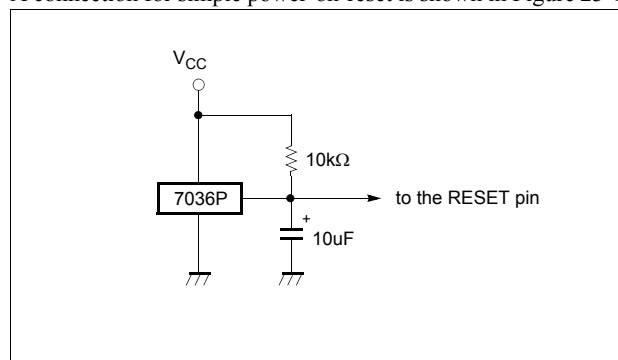 A connection for simple power-on reset is shown in Figure 23-
VCC
10kΩ
7036P
to the RESET pin
+
10uF